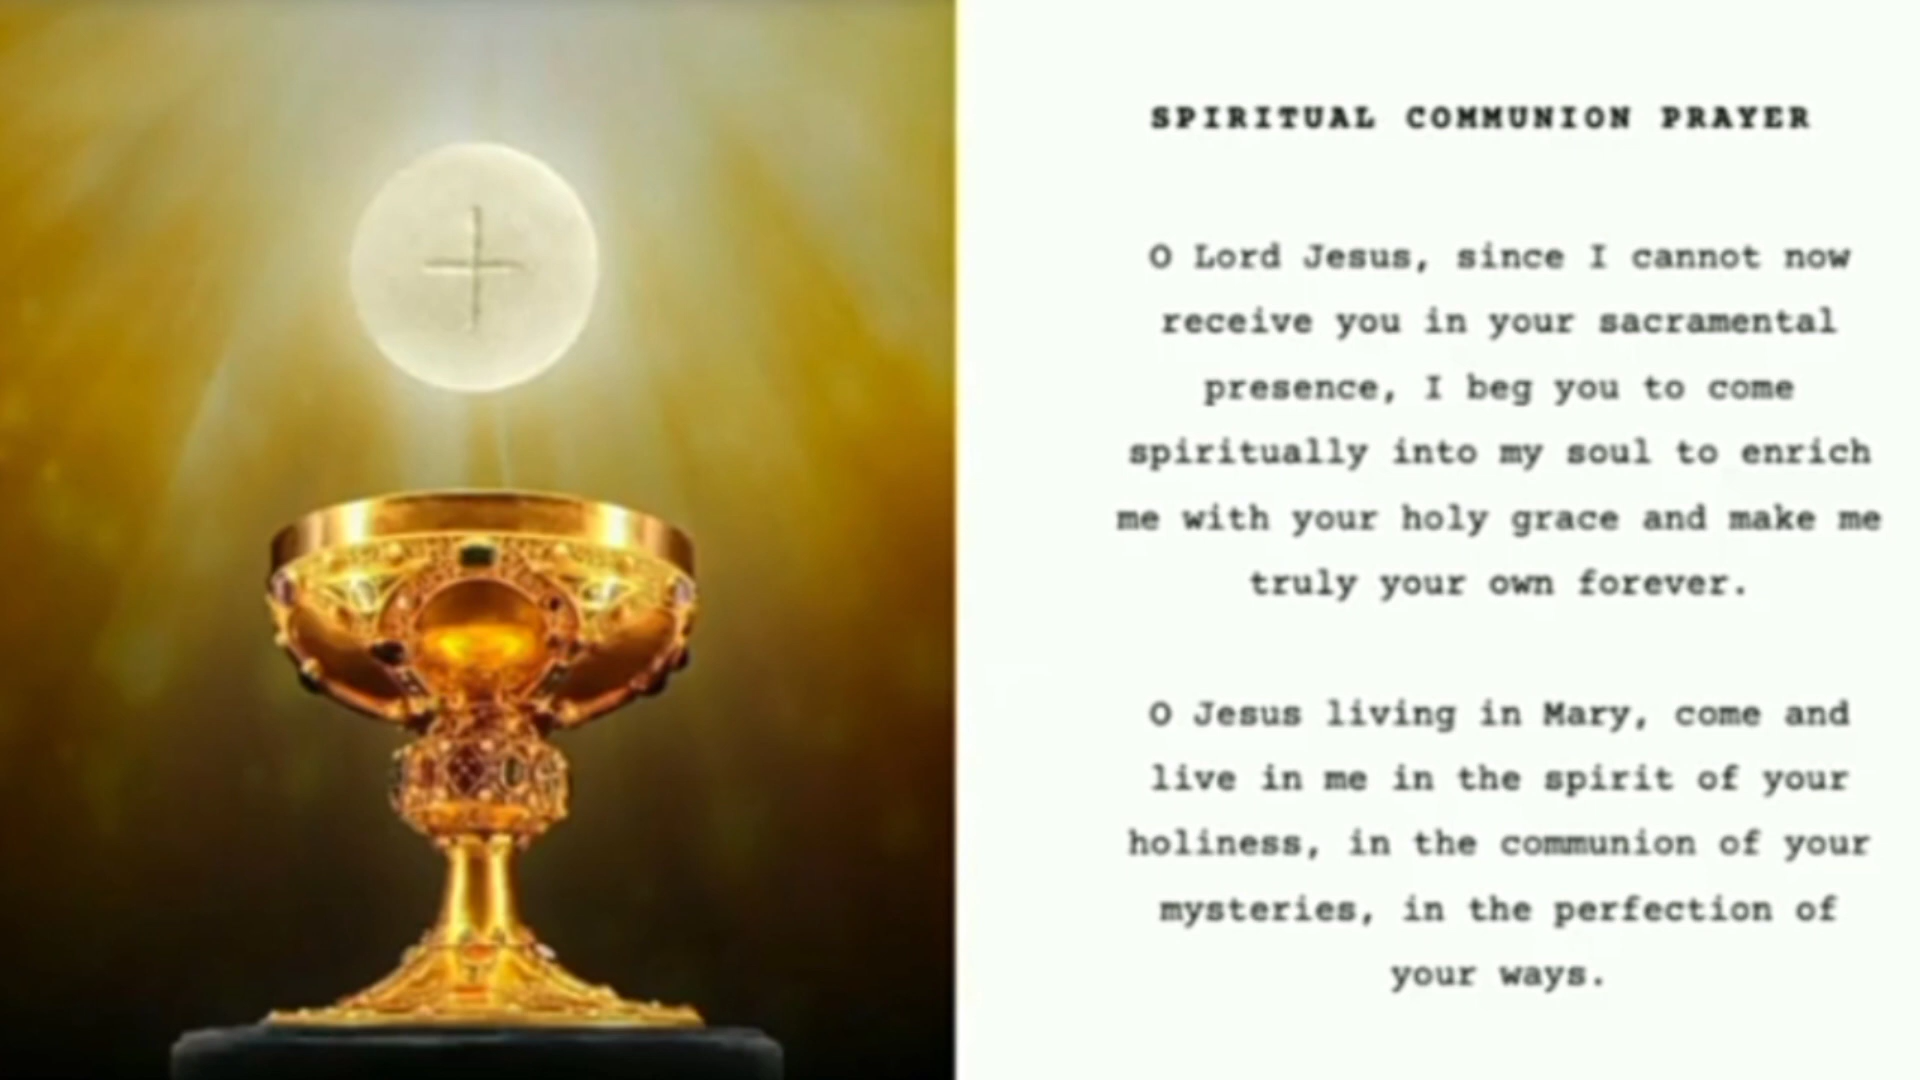 SPIRITUAL COMMUNION PRAYER
O Lord Jesus, since I cannot now
receive you in your sacramental
presence, I beg you to come
spiritually into my soul to enrich
me with your holy grace and make me
truly your own forever.
O Jesus living in Mary, come and
live in me in the spirit of your
holiness, in the communion of your
mysteries, in the perfection of
your ways.